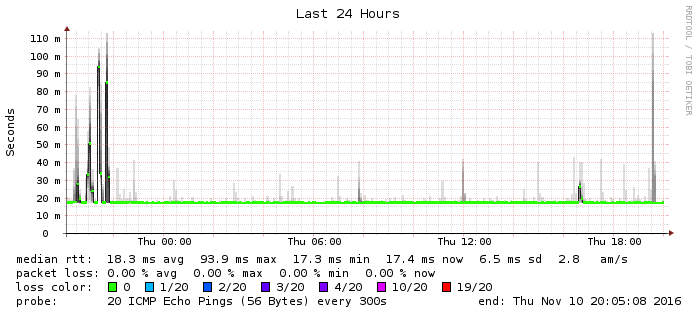 Last 24 Hours
RRDTOOL / TOBI OETIKER
Seconds
110 m
100 m
90 m
80 m
70 m
60 m
50 m
40 m
30 m
20 m
10 m
0
Thu 00:00 Thu 06:00 Thu 12:00 Thu 18:00
median rtt: 18.3 ms avg 93.9 ms max 17.3 ms min 17.4 ms now 6.5 ms sd 2.8 am/s
packet loss: 0.00 % avg 0.00 % max 0.00 % min 0.00 % now
loss color: 0 1/20 2/20 3/20 4/20 10/20 19/20
probe: 20 ICMP Echo Pings (56 Bytes) every 300s end: Thu Nov 10 20:05:08 2016